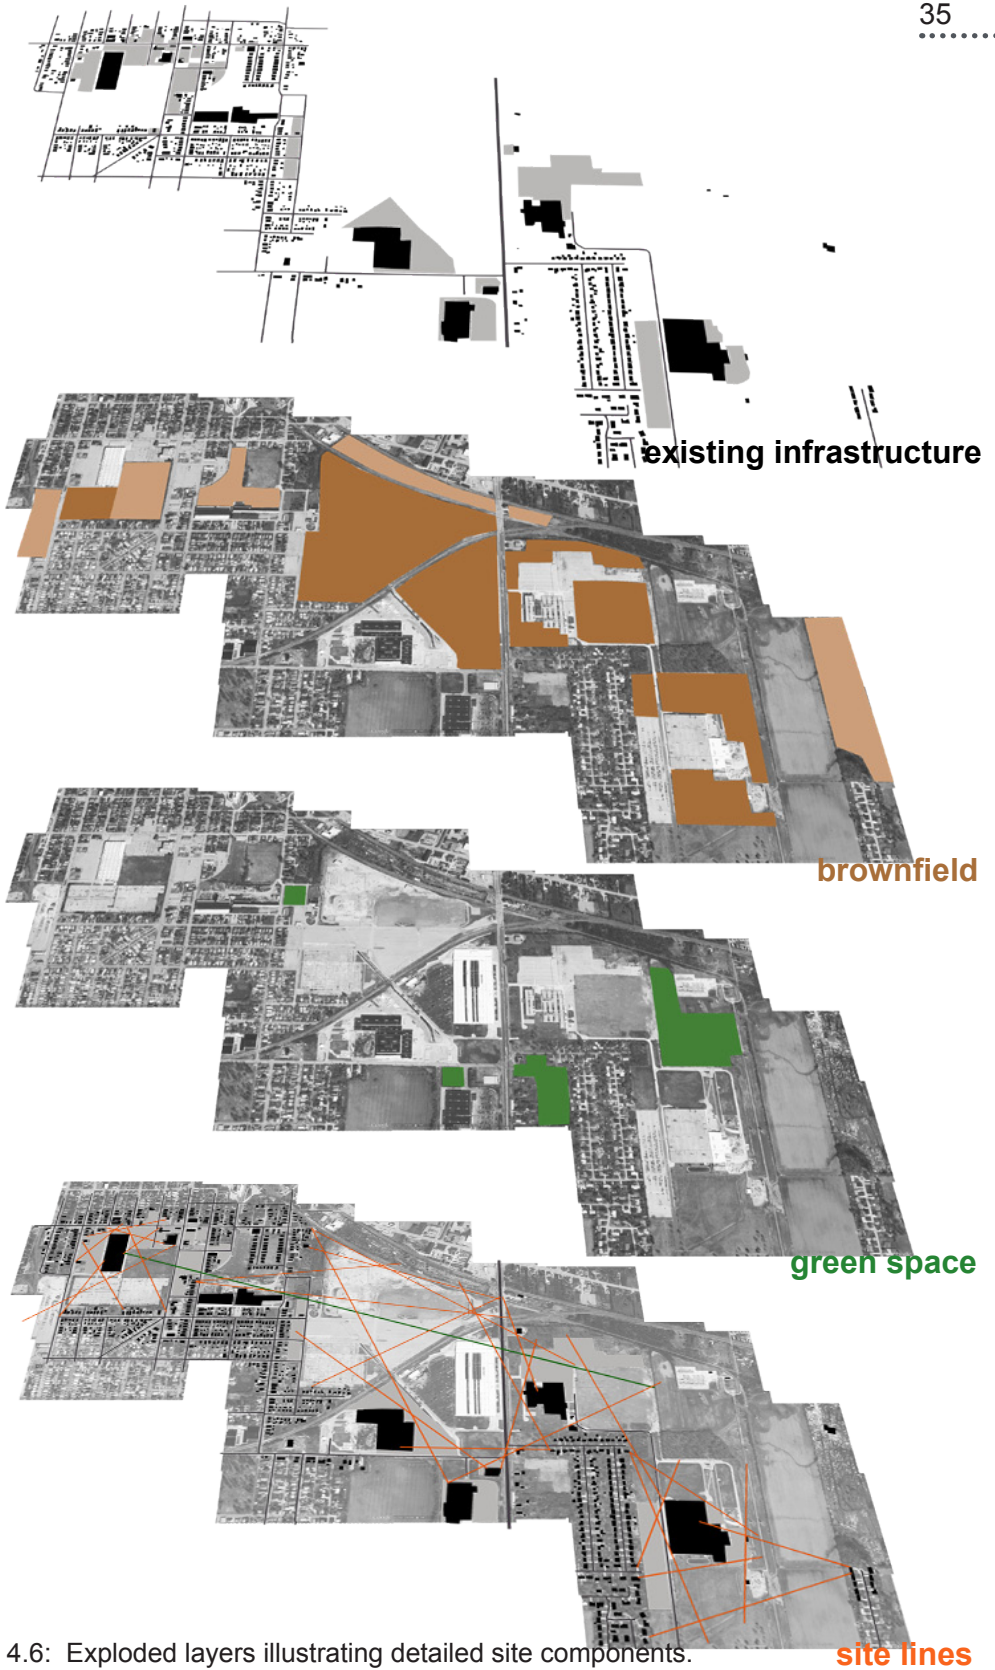 35
existing infrastructure
brownfield
green space
site lines
4.6: Exploded layers illustrating detailed site components.